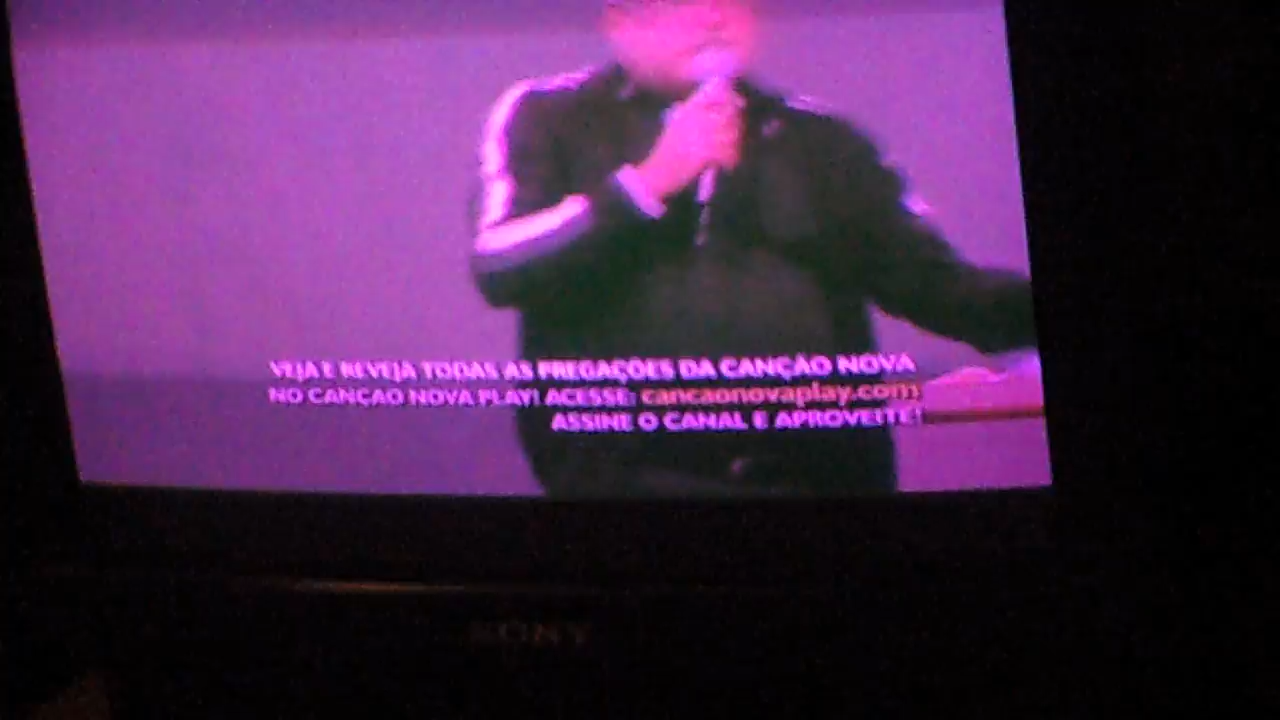 VEJA E REVEJA TODAS AS PREGAÇÕES DA CANÇÃO NOVA
NO CANÇÃO NOVA PLAY! ACESSE: cancaonovaplay.com
ASSINE O CANAL E APROVEITE!
SONY